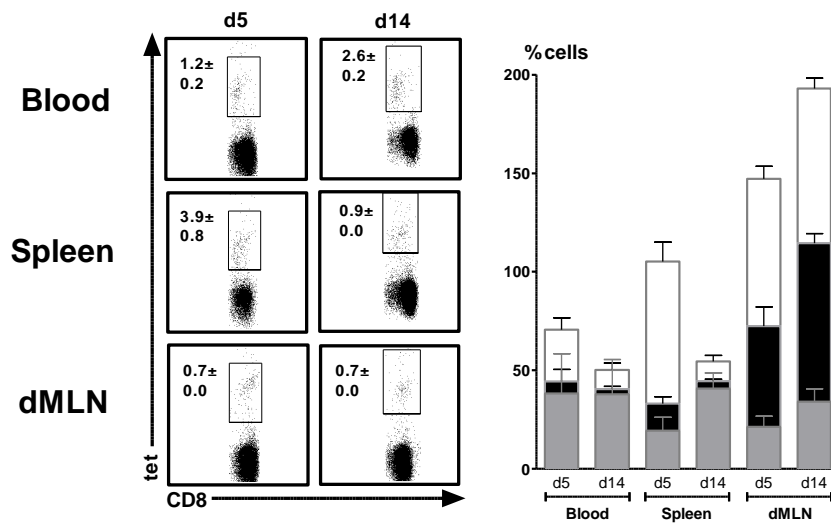 d5
d14
Blood
1.2±
0.2
2.6±
0.2
Spleen
3.9±
0.8
0.9±
0.0
dMLN
0.7±
0.0
0.7±
0.0
tet
CD8
% cells
200
150
100
50
0
d5 d14 d5 d14 d5 d14
Blood Spleen dMLN